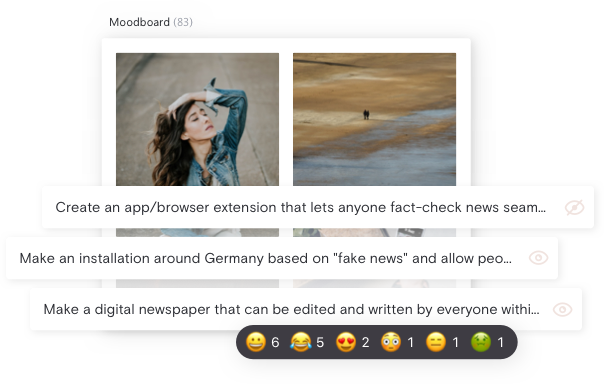 Moodboard (83)
Create an app/browser extension that lets anyone fact-check news seam...
Make an installation around Germany based on "fake news" and allow peo...
Make a digital newspaper that can be edited and written by everyone withi...
😀 6 😂 5 😍 2 😳 1 😑 1 🤢 1